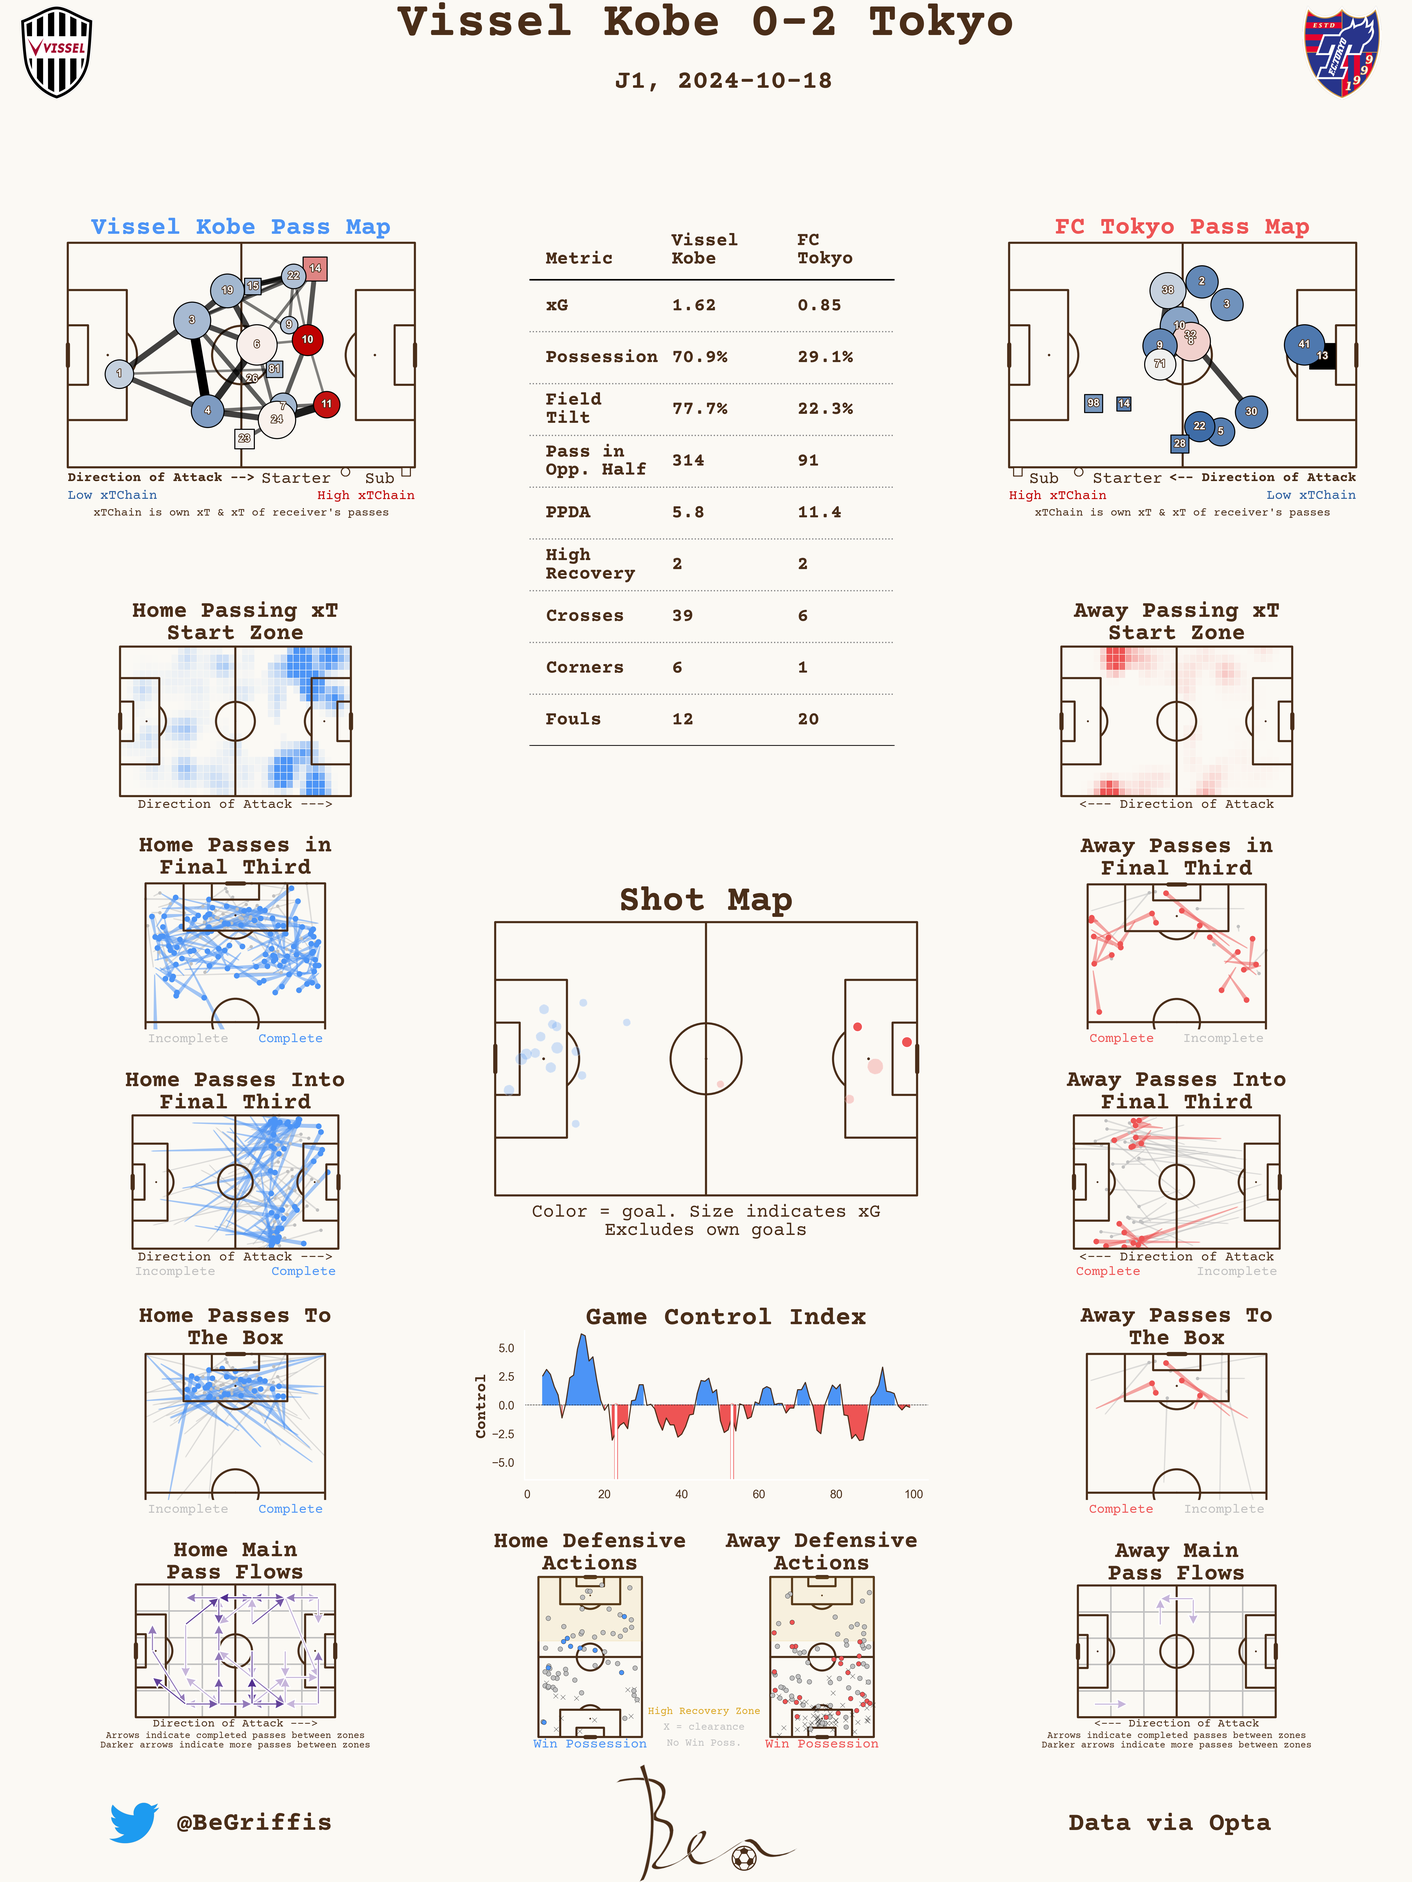 Vissel Kobe 0-2 Tokyo
J1, 2024-10-18
VISSEL
ESTD
FCTOKYO
1999
Vissel Kobe Pass Map
19
15
22
14
3
9
6
10
1
81
26
4
7
24
11
23
Direction of Attack --> Starter Sub
Low xTChain High xTChain
xTChain is own xT & xT of receiver's passes
Metric Vissel Kobe FC Tokyo
xG 1.62 0.85
Possession 70.9% 29.1%
Field Tilt 77.7% 22.3%
Pass in Opp. Half 314 91
PPDA 5.8 11.4
High Recovery 2 2
Crosses 39 6
Corners 6 1
Fouls 12 20
FC Tokyo Pass Map
38
2
3
10
32
8
9
71
41
13
98
14
30
22
5
28
Sub Starter <-- Direction of Attack
High xTChain Low xTChain
xTChain is own xT & xT of receiver's passes
Home Passing xT
Start Zone
Direction of Attack --->
Away Passing xT
Start Zone
<--- Direction of Attack
Home Passes in
Final Third
Incomplete Complete
Away Passes in
Final Third
Complete Incomplete
Shot Map
Color = goal. Size indicates xG
Excludes own goals
Home Passes Into
Final Third
Direction of Attack --->
Incomplete Complete
Away Passes Into
Final Third
<--- Direction of Attack
Complete Incomplete
Home Passes To
The Box
Incomplete Complete
Game Control Index
Control
5.0
2.5
0.0
−2.5
−5.0
0 20 40 60 80 100
Away Passes To
The Box
Complete Incomplete
Home Main
Pass Flows
Direction of Attack --->
Arrows indicate completed passes between zones
Darker arrows indicate more passes between zones
Home Defensive
Actions
Win Possession
Away Defensive
Actions
Win Possession
High Recovery Zone
X = clearance
No Win Poss.
Away Main
Pass Flows
<--- Direction of Attack
Arrows indicate completed passes between zones
Darker arrows indicate more passes between zones
@BeGriffis
Ben
Data via Opta